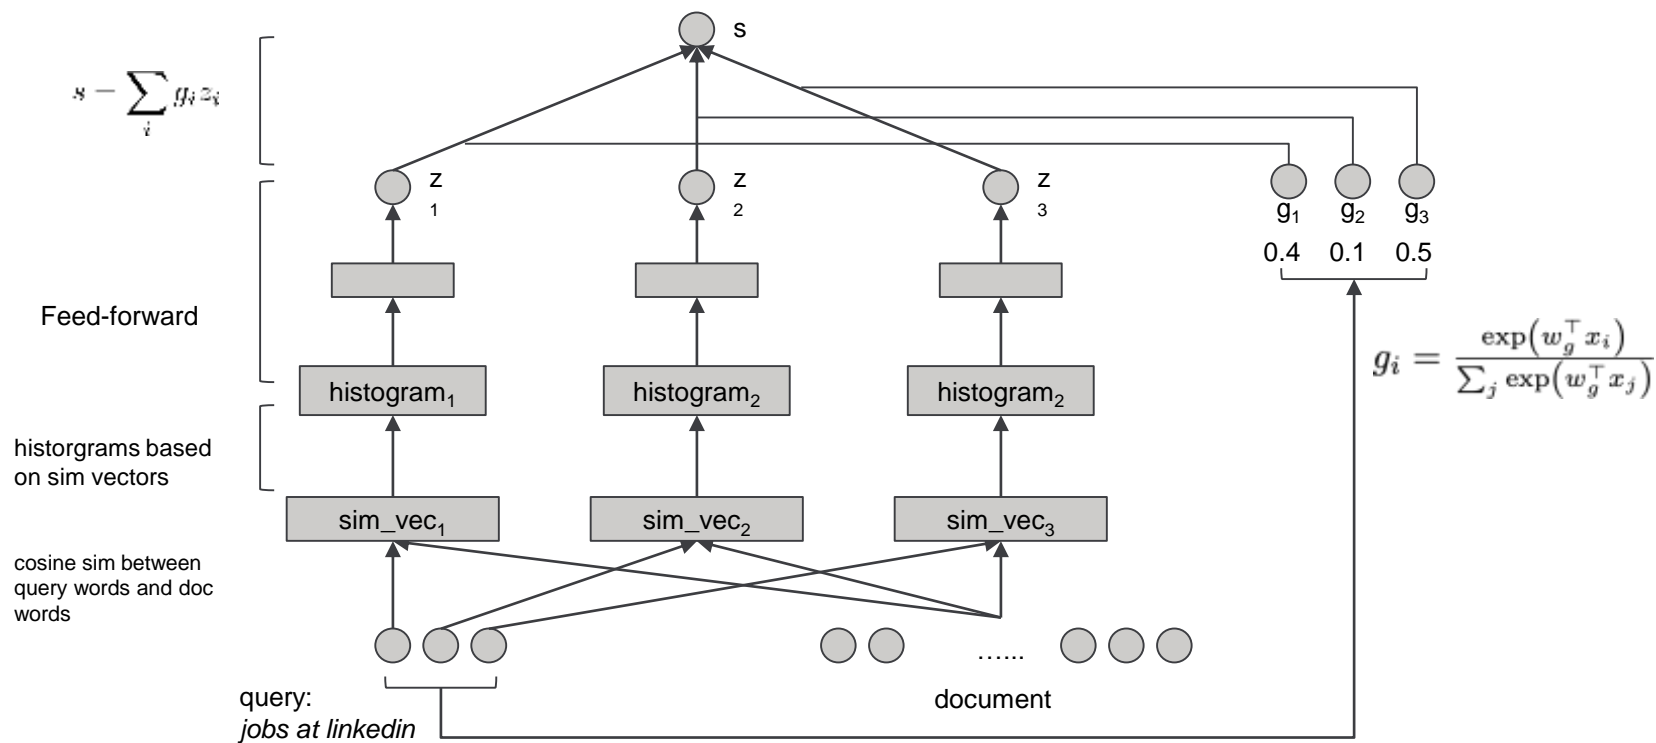 s
s = ∑_i g_i z_i
z
1
z
2
z
3
g₁ g₂ g₃
0.4 0.1 0.5
Feed-forward
g_i = exp(w_g^⊤ x_i) / ∑_j exp(w_g^⊤ x_j)
histogram₁ histogram₂ histogram₂
historgrams based
on sim vectors
sim_vec₁ sim_vec₂ sim_vec₃
cosine sim between
query words and doc
words
…...
query:
jobs at linkedin
document